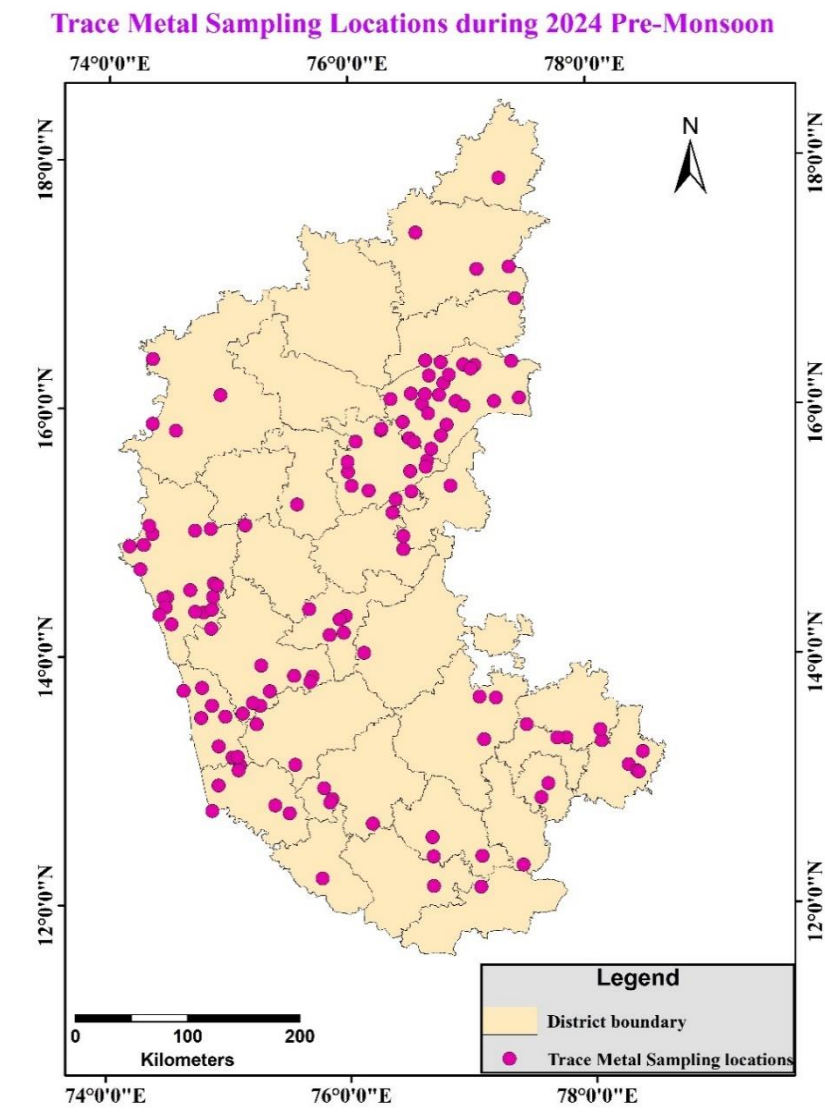 Trace Metal Sampling Locations during 2024 Pre-Monsoon
74°0'0"E 76°0'0"E 78°0'0"E
N
18°0'0"N 18°0'0"N
16°0'0"N 16°0'0"N
14°0'0"N 14°0'0"N
12°0'0"N 12°0'0"N
Legend
District boundary
Trace Metal Sampling locations
0 100 200
Kilometers
74°0'0"E 76°0'0"E 78°0'0"E